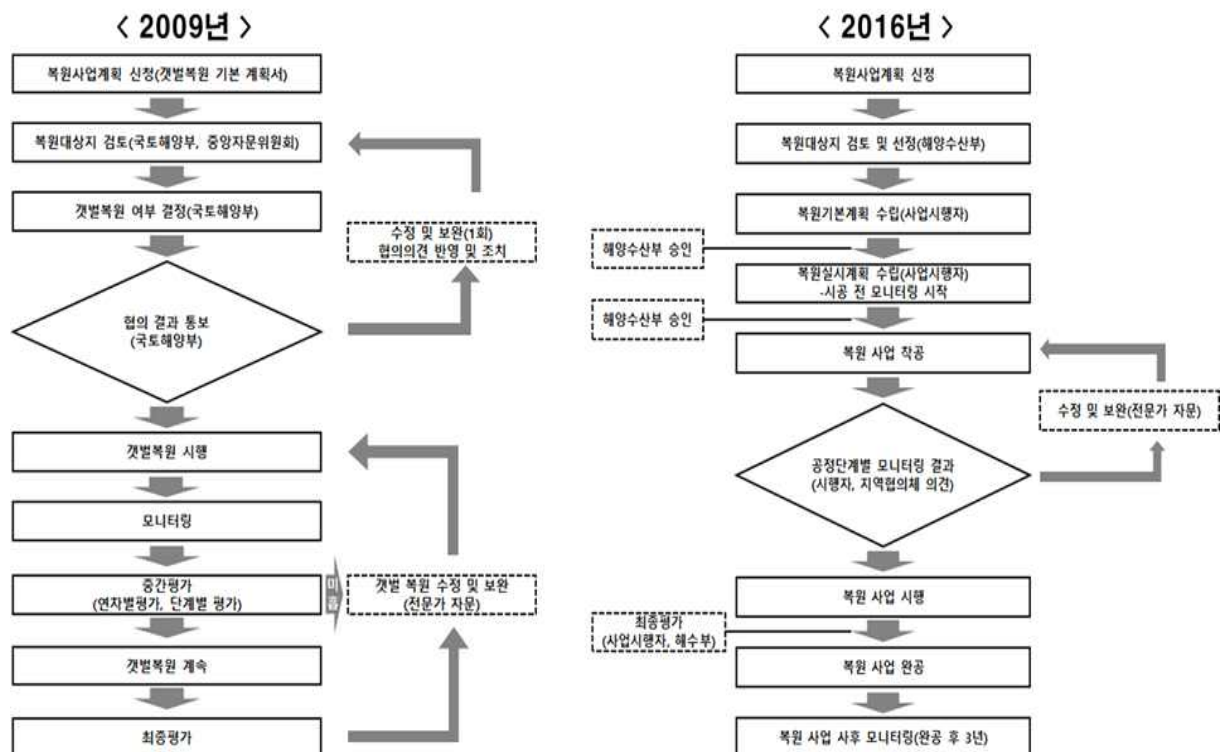 < 2009년 >
복원사업계획 신청(갯벌복원 기본 계획서)
복원대상지 검토(국토해양부, 중앙자문위원회)
갯벌복원 여부 결정(국토해양부)
수정 및 보완(1회)
협의의견 반영 및 조치
협의 결과 통보
(국토해양부)
갯벌복원 시행
모니터링
중간평가
(연차별평가, 단계별 평가)
미흡
갯벌 복원 수정 및 보완
(전문가 자문)
갯벌복원 계속
최종평가
< 2016년 >
복원사업계획 신청
복원대상지 검토 및 선정(해양수산부)
복원기본계획 수립(사업시행자)
해양수산부 승인
복원실시계획 수립(사업시행자)
-시공 전 모니터링 시작
해양수산부 승인
복원 사업 착공
수정 및 보완(전문가 자문)
공정단계별 모니터링 결과
(시행자, 지역협의체 의견)
복원 사업 시행
최종평가
(사업시행자, 해수부)
복원 사업 완공
복원 사업 사후 모니터링(완공 후 3년)